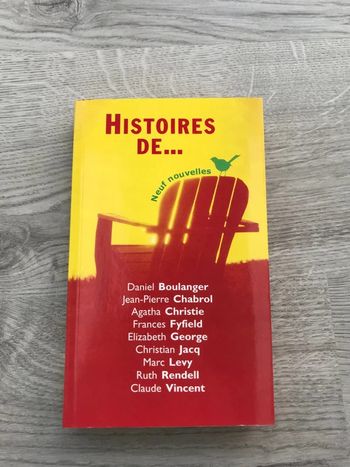 HISTOIRES
DE...
Neuf nouvelles
Daniel Boulanger
Jean-Pierre Chabrol
Agatha Christie
Frances Fyfield
Elizabeth George
Christian Jacq
Marc Levy
Ruth Rendell
Claude Vincent